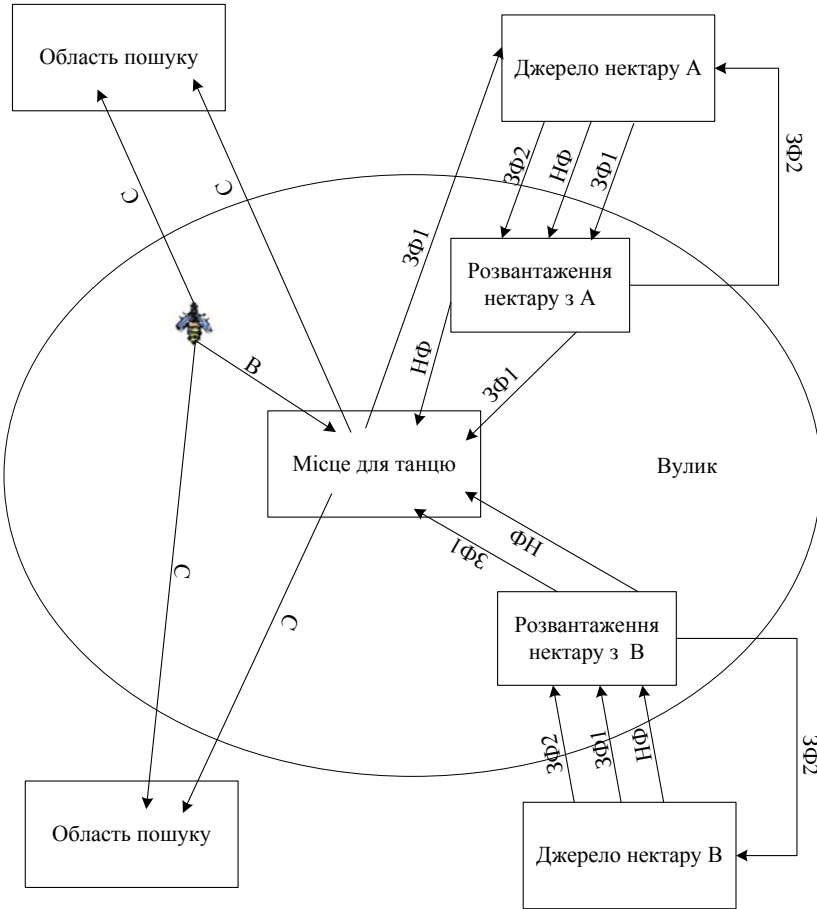 Область пошуку
Джерело нектару А
С
С
ЗФ2
НФ
ЗФ1
ЗФ2
ЗФ1
Розвантаження
нектару з А
В
НФ
ЗФ1
Місце для танцю
Вулик
НФ
ЗФ1
С
С
Розвантаження
нектару з В
ЗФ2
ЗФ1
НФ
ЗФ2
Область пошуку
Джерело нектару В